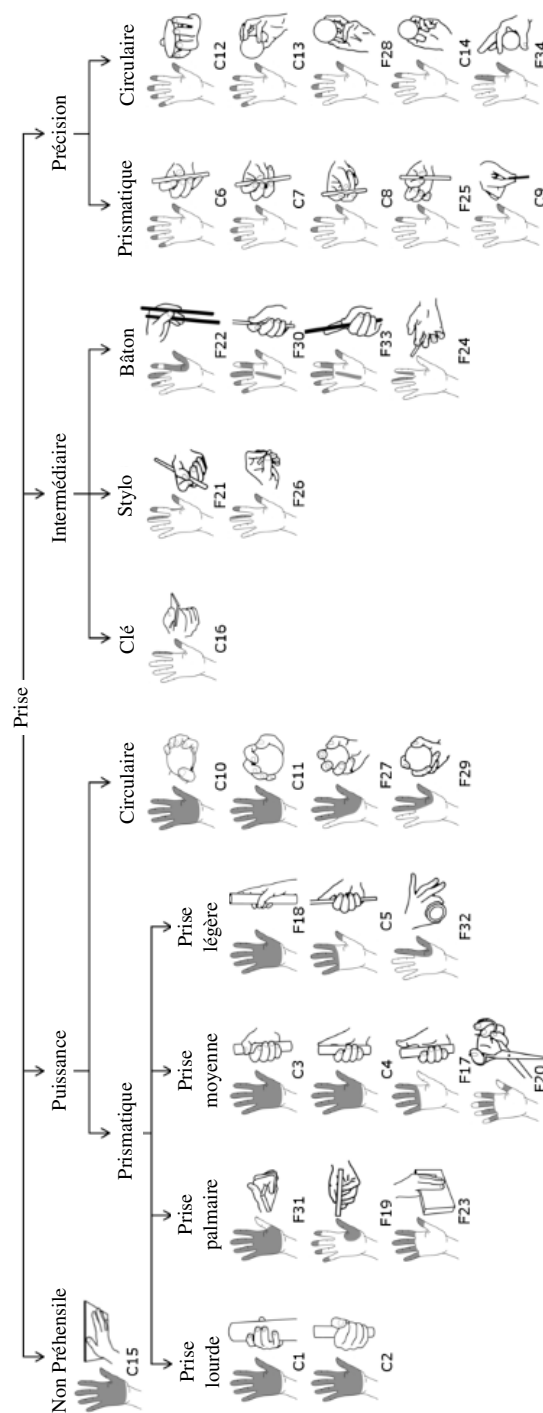 Prise
Non Préhensile
Puissance
Intermédiaire
Précision
C15
Prismatique
Circulaire
Clé
Stylo
Bâton
Prismatique
Circulaire
Prise
lourde
Prise
palmaire
Prise
moyenne
Prise
légère
C1
C2
F31
F19
F23
C3
C4
F17
F20
F18
C5
F32
C10
C11
F27
F29
C16
F21
F26
F22
F30
F33
F24
C6
C7
C8
F25
C9
C12
C13
F28
C14
F34